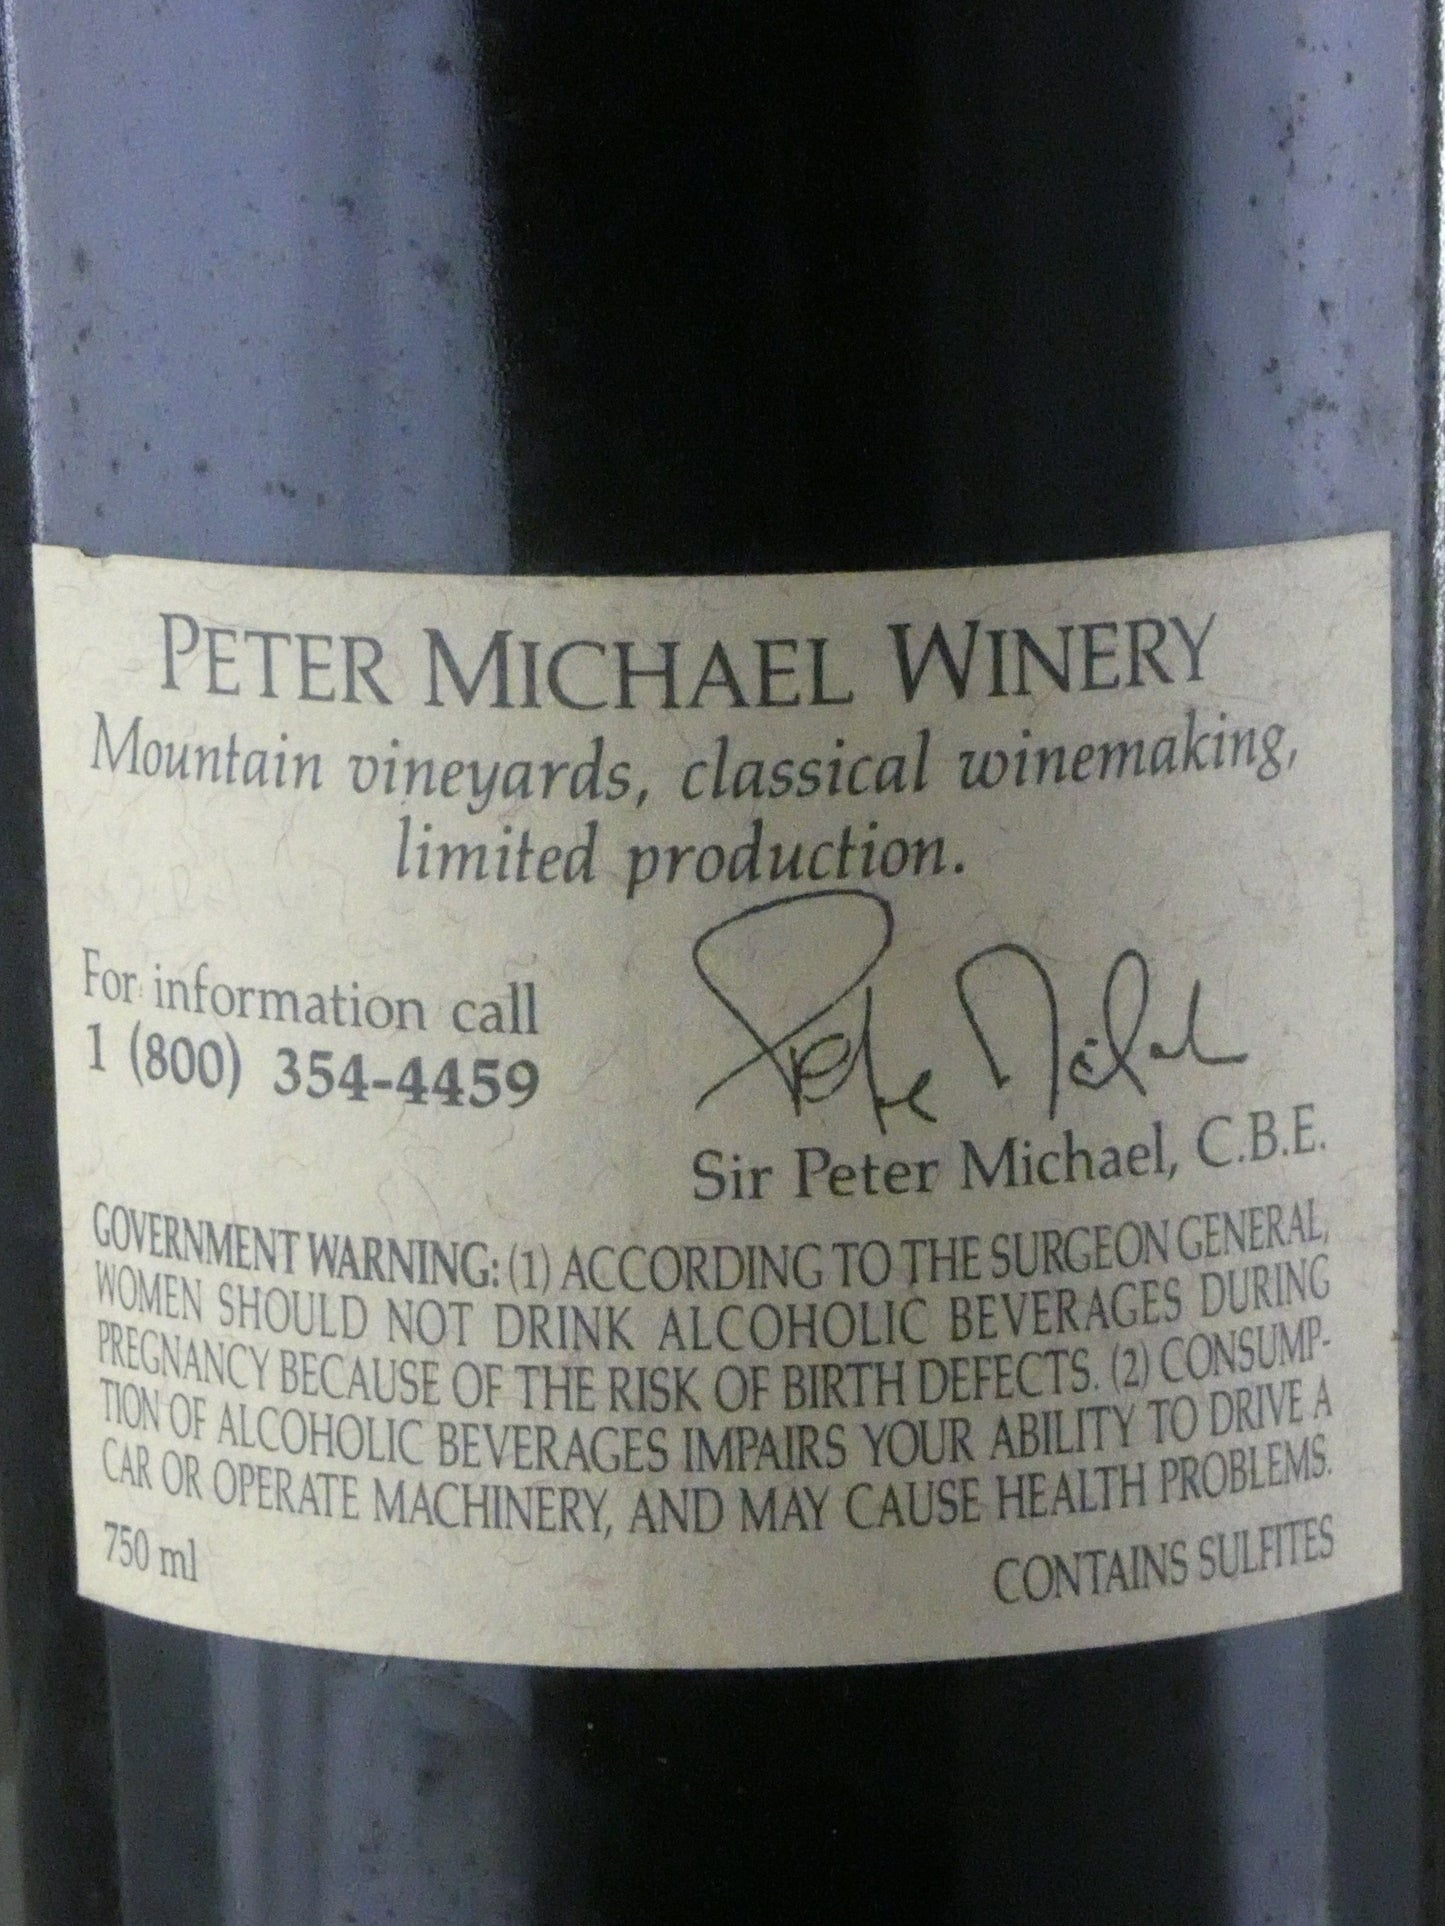 PETER MICHAEL WINERY
Mountain vineyards, classical winemaking,
limited production.
For information call
1 (800) 354-4459
Peter Michael
Sir Peter Michael, C.B.E.
GOVERNMENT WARNING: (1) ACCORDING TO THE SURGEON GENERAL,
WOMEN SHOULD NOT DRINK ALCOHOLIC BEVERAGES DURING
PREGNANCY BECAUSE OF THE RISK OF BIRTH DEFECTS. (2) CONSUMP-
TION OF ALCOHOLIC BEVERAGES IMPAIRS YOUR ABILITY TO DRIVE A
CAR OR OPERATE MACHINERY, AND MAY CAUSE HEALTH PROBLEMS.
750 ml
CONTAINS SULFITES